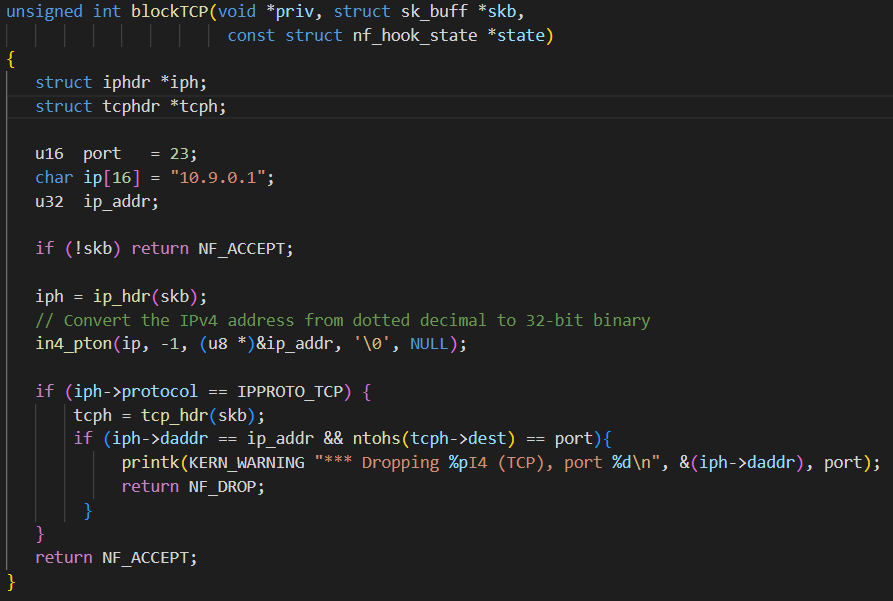 unsigned int blockTCP(void *priv, struct sk_buff *skb,
                       const struct nf_hook_state *state)
{
   struct iphdr *iph;
   struct tcphdr *tcph;

   u16  port   = 23;
   char ip[16] = "10.9.0.1";
   u32  ip_addr;

   if (!skb) return NF_ACCEPT;

   iph = ip_hdr(skb);
   // Convert the IPv4 address from dotted decimal to 32-bit binary
   in4_pton(ip, -1, (u8 *)&ip_addr, '\0', NULL);

   if (iph->protocol == IPPROTO_TCP) {
       tcph = tcp_hdr(skb);
       if (iph->daddr == ip_addr && ntohs(tcph->dest) == port){
            printk(KERN_WARNING "*** Dropping %pI4 (TCP), port %d\n", &(iph->daddr), port);
            return NF_DROP;
        }
   }
   return NF_ACCEPT;
}